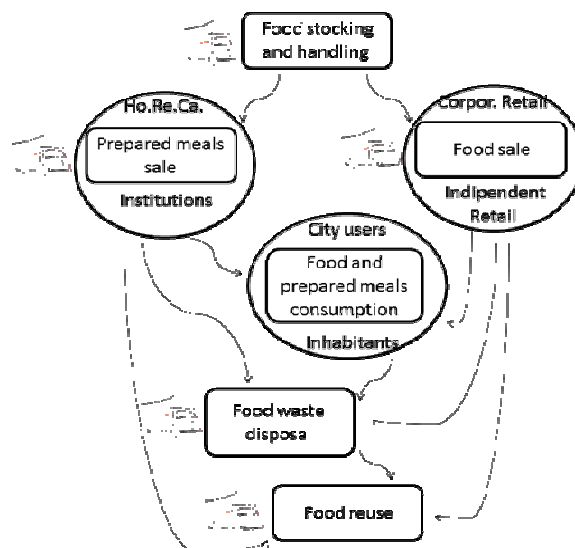 Food stocking
and handling
Ho.Re.Ca.
Prepared meals
sale
Institutions
Corpor. Retail
Food sale
Indipendent
Retail
City users
Food and
prepared meals
consumption
Inhabitants
Food waste
disposa
Food reuse